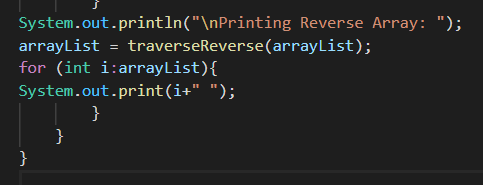 }
System.out.println("\nPrinting Reverse Array: ");
arrayList = traverseReverse(arrayList);
for (int i:arrayList){
System.out.print(i+" ");
}
}
}